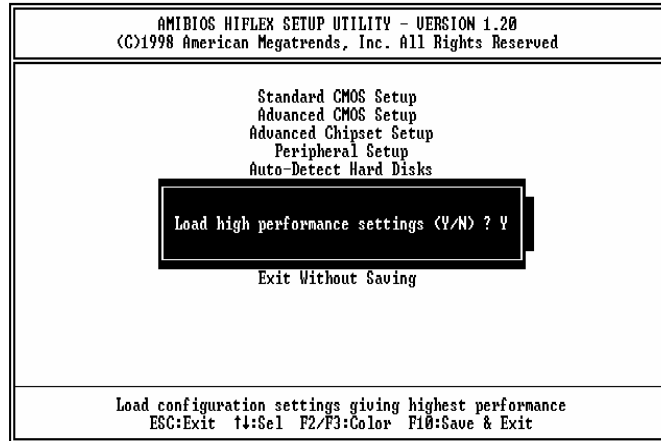 AMIBIOS HIFLEX SETUP UTILITY - VERSION 1.20
(C)1998 American Megatrends, Inc. All Rights Reserved
Standard CMOS Setup
Advanced CMOS Setup
Advanced Chipset Setup
Peripheral Setup
Auto-Detect Hard Disks
Load high performance settings (Y/N) ? Y
Exit Without Saving
Load configuration settings giving highest performance
ESC:Exit ↑↓:Sel F2/F3:Color F10:Save & Exit